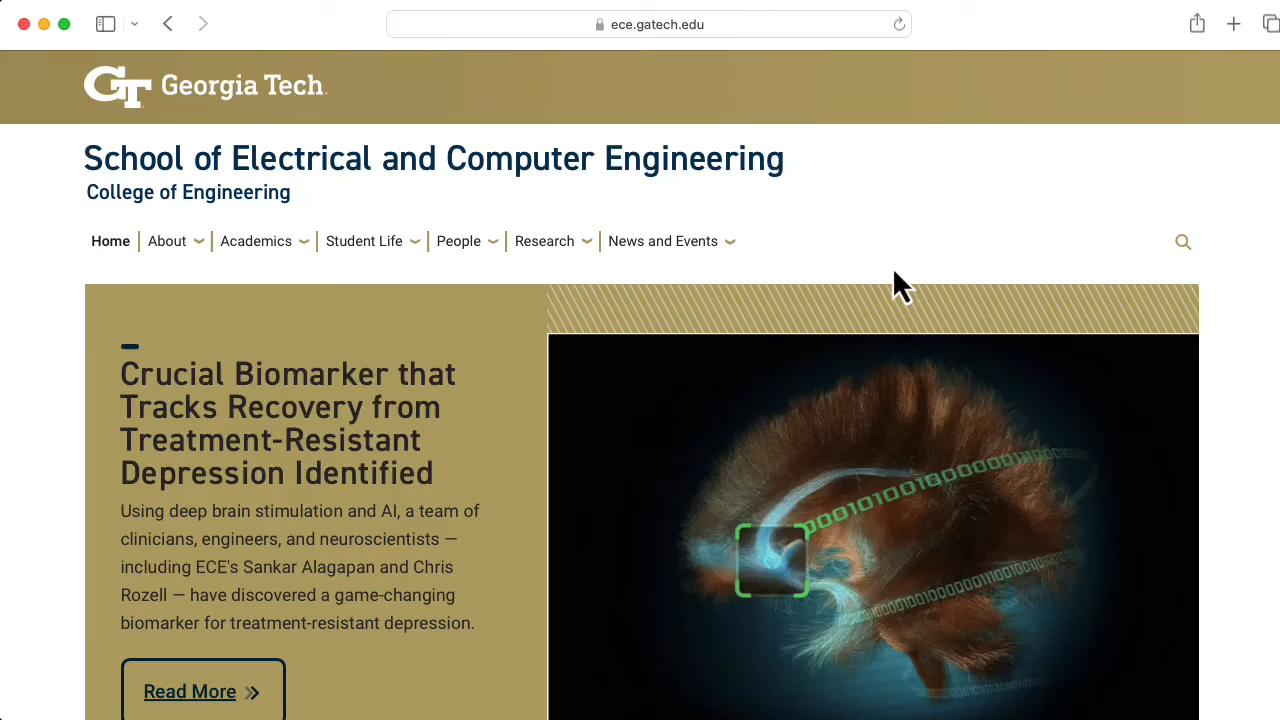 ece.gatech.edu
GT Georgia Tech.
School of Electrical and Computer Engineering
College of Engineering
Home About Academics Student Life People Research News and Events
Crucial Biomarker that
Tracks Recovery from
Treatment-Resistant
Depression Identified
Using deep brain stimulation and AI, a team of
clinicians, engineers, and neuroscientists —
including ECE's Sankar Alagapan and Chris
Rozell — have discovered a game-changing
biomarker for treatment-resistant depression.
Read More